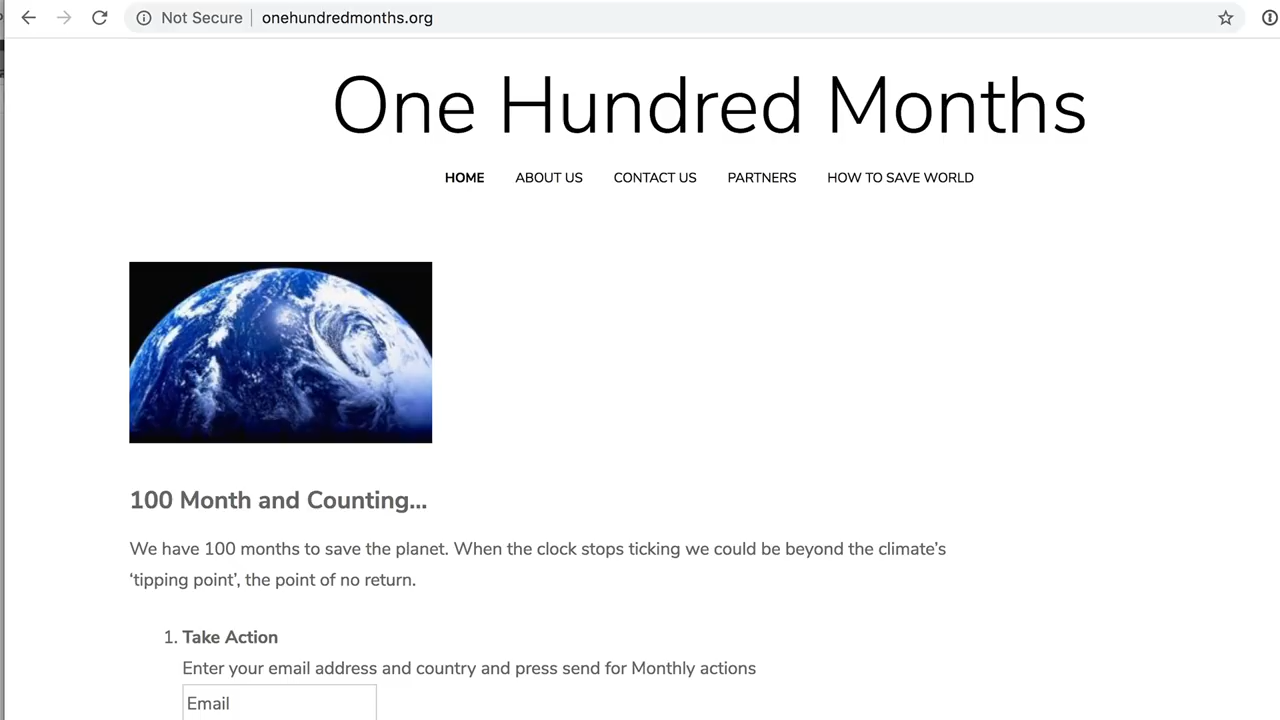 Not Secure onehundredmonths.org
One Hundred Months
HOME ABOUT US CONTACT US PARTNERS HOW TO SAVE WORLD
100 Month and Counting...
We have 100 months to save the planet. When the clock stops ticking we could be beyond the climate’s
‘tipping point’, the point of no return.
1. Take Action
Enter your email address and country and press send for Monthly actions
Email